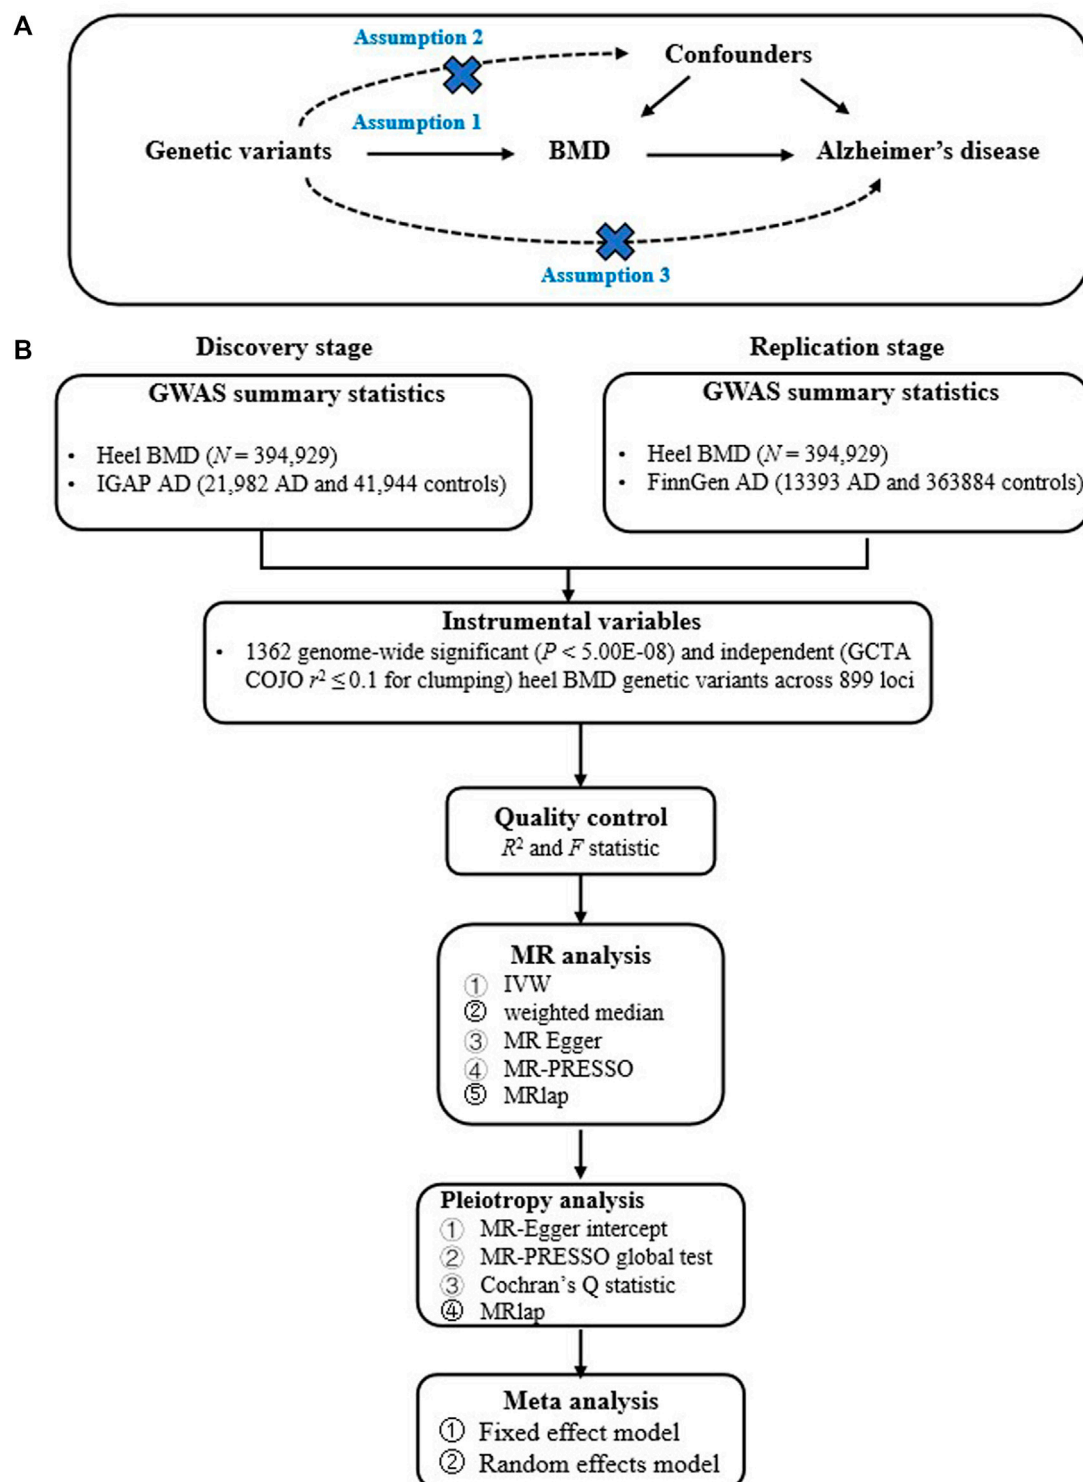 A
Assumption 2
Confounders
Assumption 1
Genetic variants
BMD
Alzheimer’s disease
Assumption 3
B
Discovery stage
Replication stage
GWAS summary statistics
• Heel BMD (N = 394,929)
• IGAP AD (21,982 AD and 41,944 controls)
GWAS summary statistics
• Heel BMD (N = 394,929)
• FinnGen AD (13393 AD and 363884 controls)
Instrumental variables
• 1362 genome-wide significant (P < 5.00E-08) and independent (GCTA
COJO r² ≤ 0.1 for clumping) heel BMD genetic variants across 899 loci
Quality control
R² and F statistic
MR analysis
① IVW
② weighted median
③ MR Egger
④ MR-PRESSO
⑤ MRlap
Pleiotropy analysis
① MR-Egger intercept
② MR-PRESSO global test
③ Cochran’s Q statistic
④ MRlap
Meta analysis
① Fixed effect model
② Random effects model